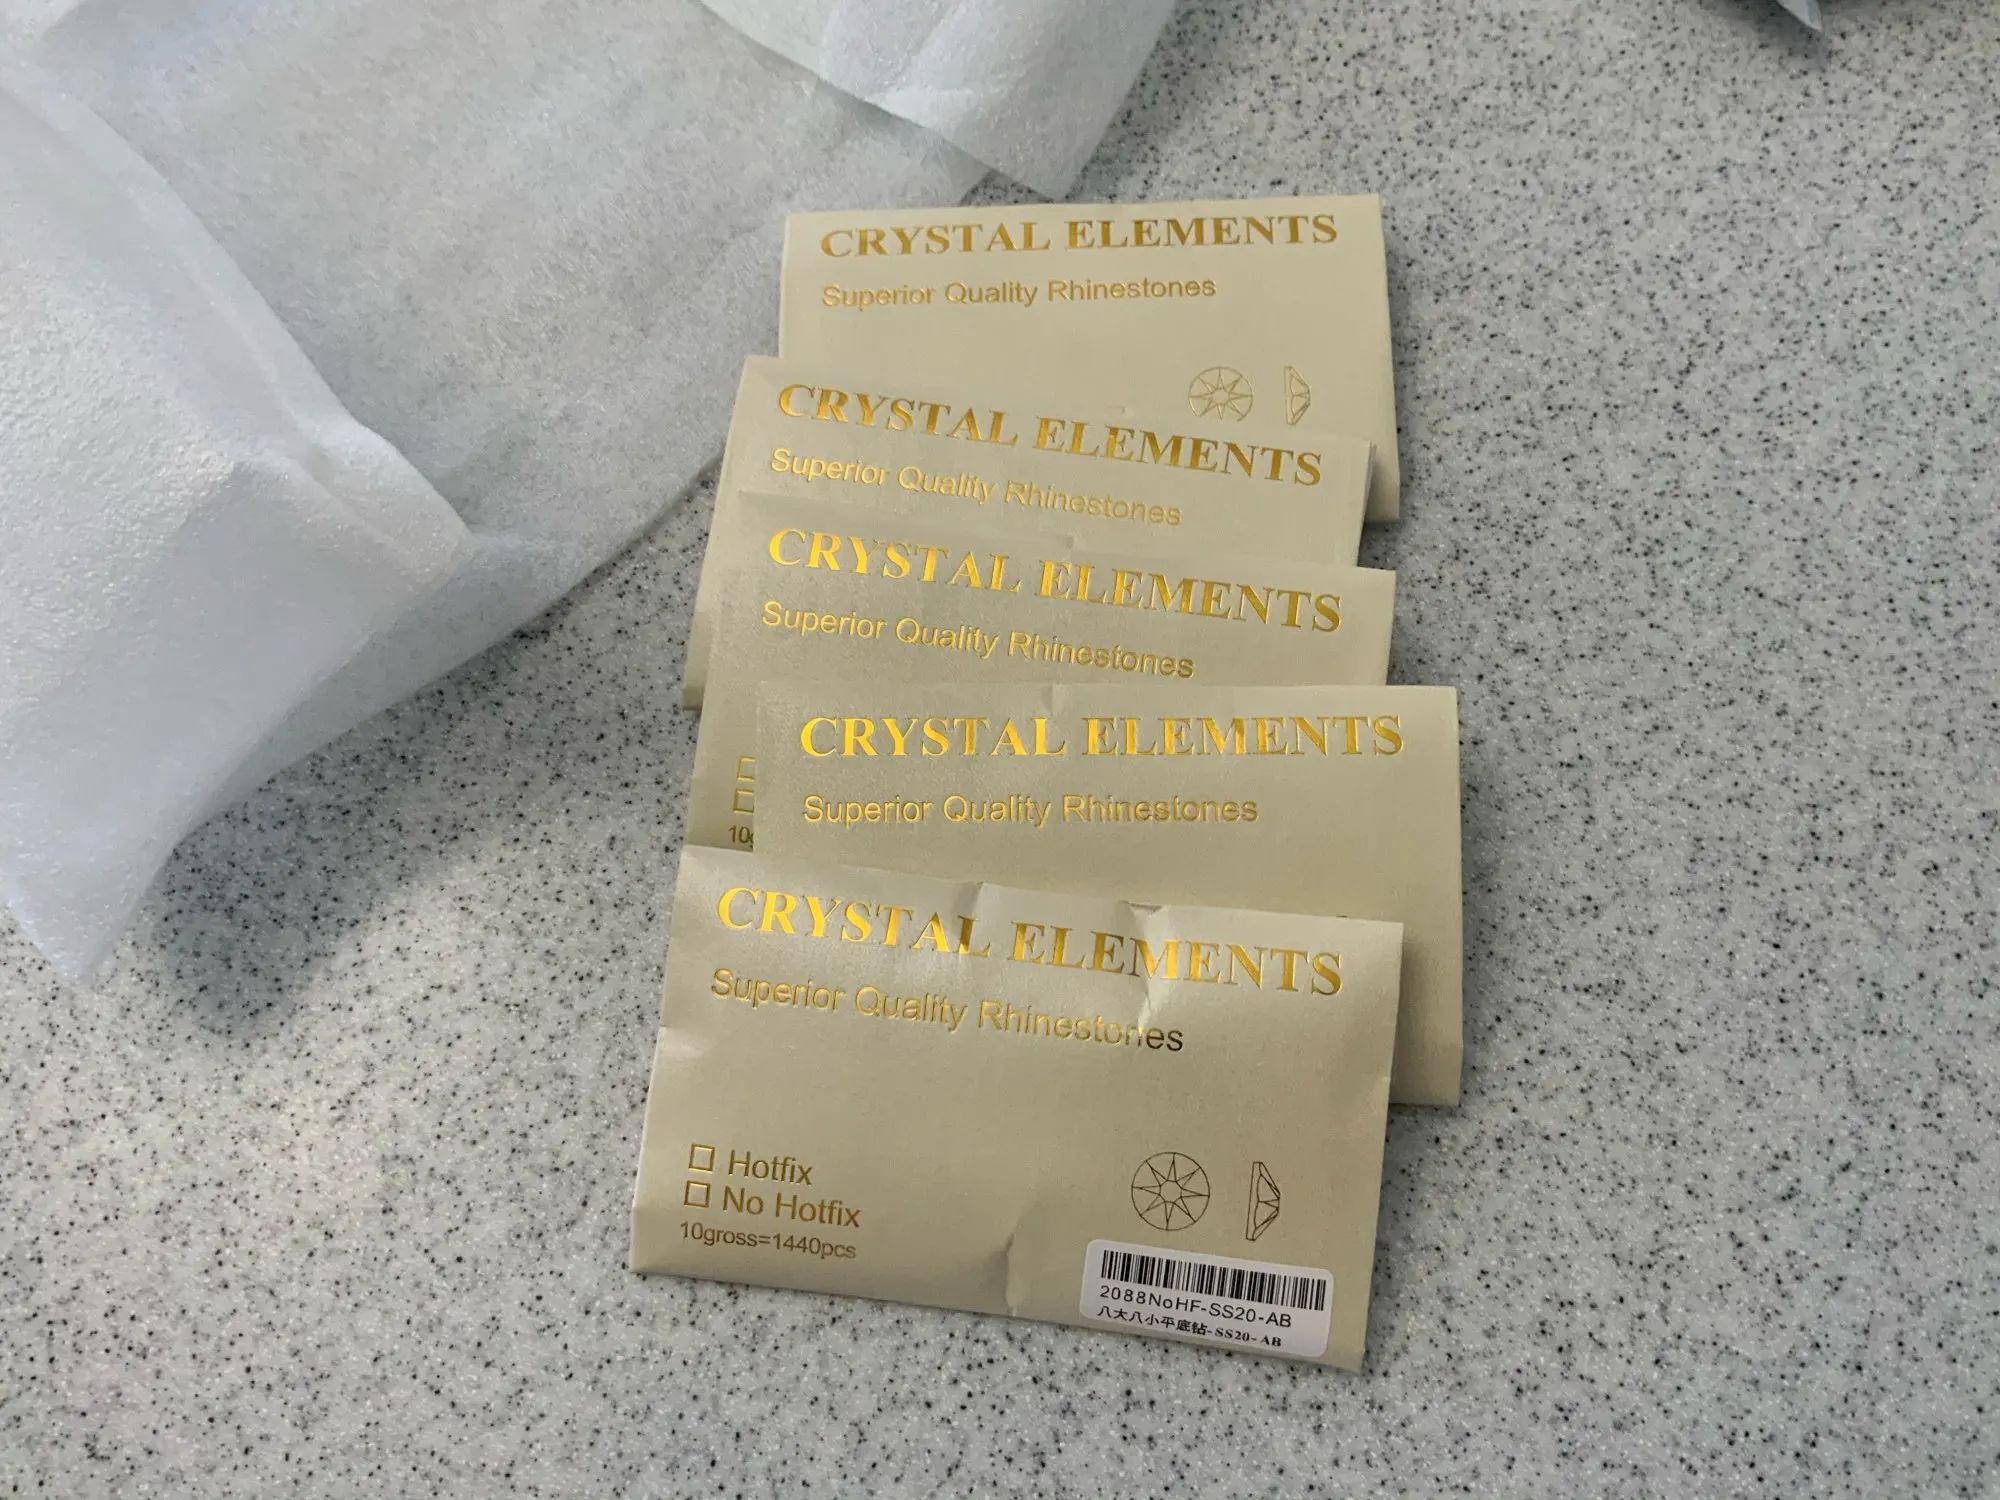 CRYSTAL ELEMENTS
Superior Quality Rhinestones
CRYSTAL ELEMENTS
Superior Quality Rhinestones
CRYSTAL ELEMENTS
Superior Quality Rhinestones
CRYSTAL ELEMENTS
Superior Quality Rhinestones
CRYSTAL ELEMENTS
Superior Quality Rhinestones
Hotfix
No Hotfix
10gross=1440pcs
2088NoHF-SS20-AB
八大八小平底钻-SS20-AB